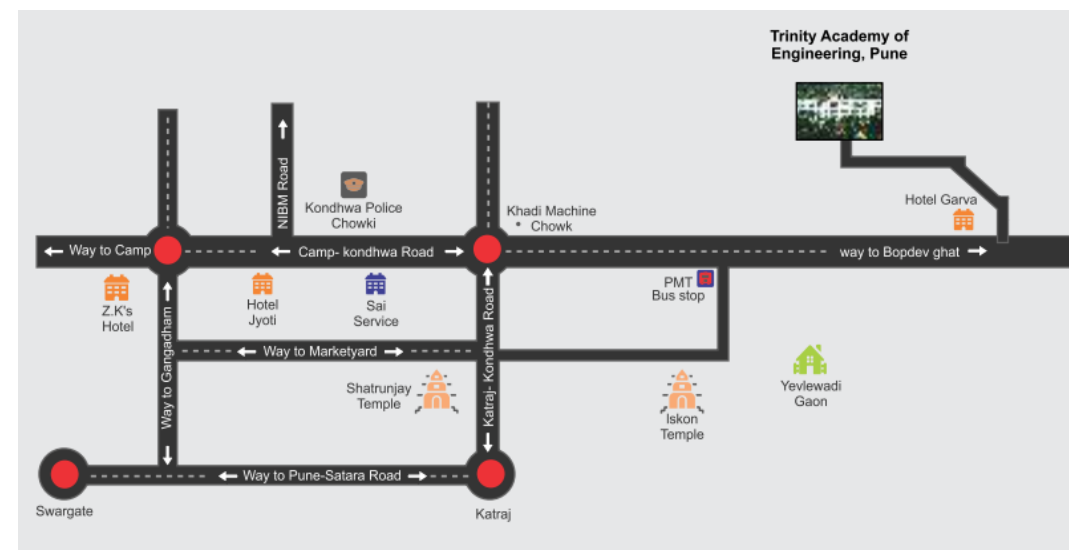 Trinity Academy of
Engineering, Pune
NIBM Road
Kondhwa Police
Chowki
Khadi Machine
Chowk
Hotel Garva
Way to Camp
Camp- kondhwa Road
way to Bopdev ghat
Z.K's
Hotel
Hotel
Jyoti
Sai
Service
PMT
Bus stop
Way to Gangadham
Way to Marketyard
Katraj- Kondhwa Road
Shatrunjay
Temple
Iskon
Temple
Yevlewadi
Gaon
Way to Pune-Satara Road
Swargate
Katraj